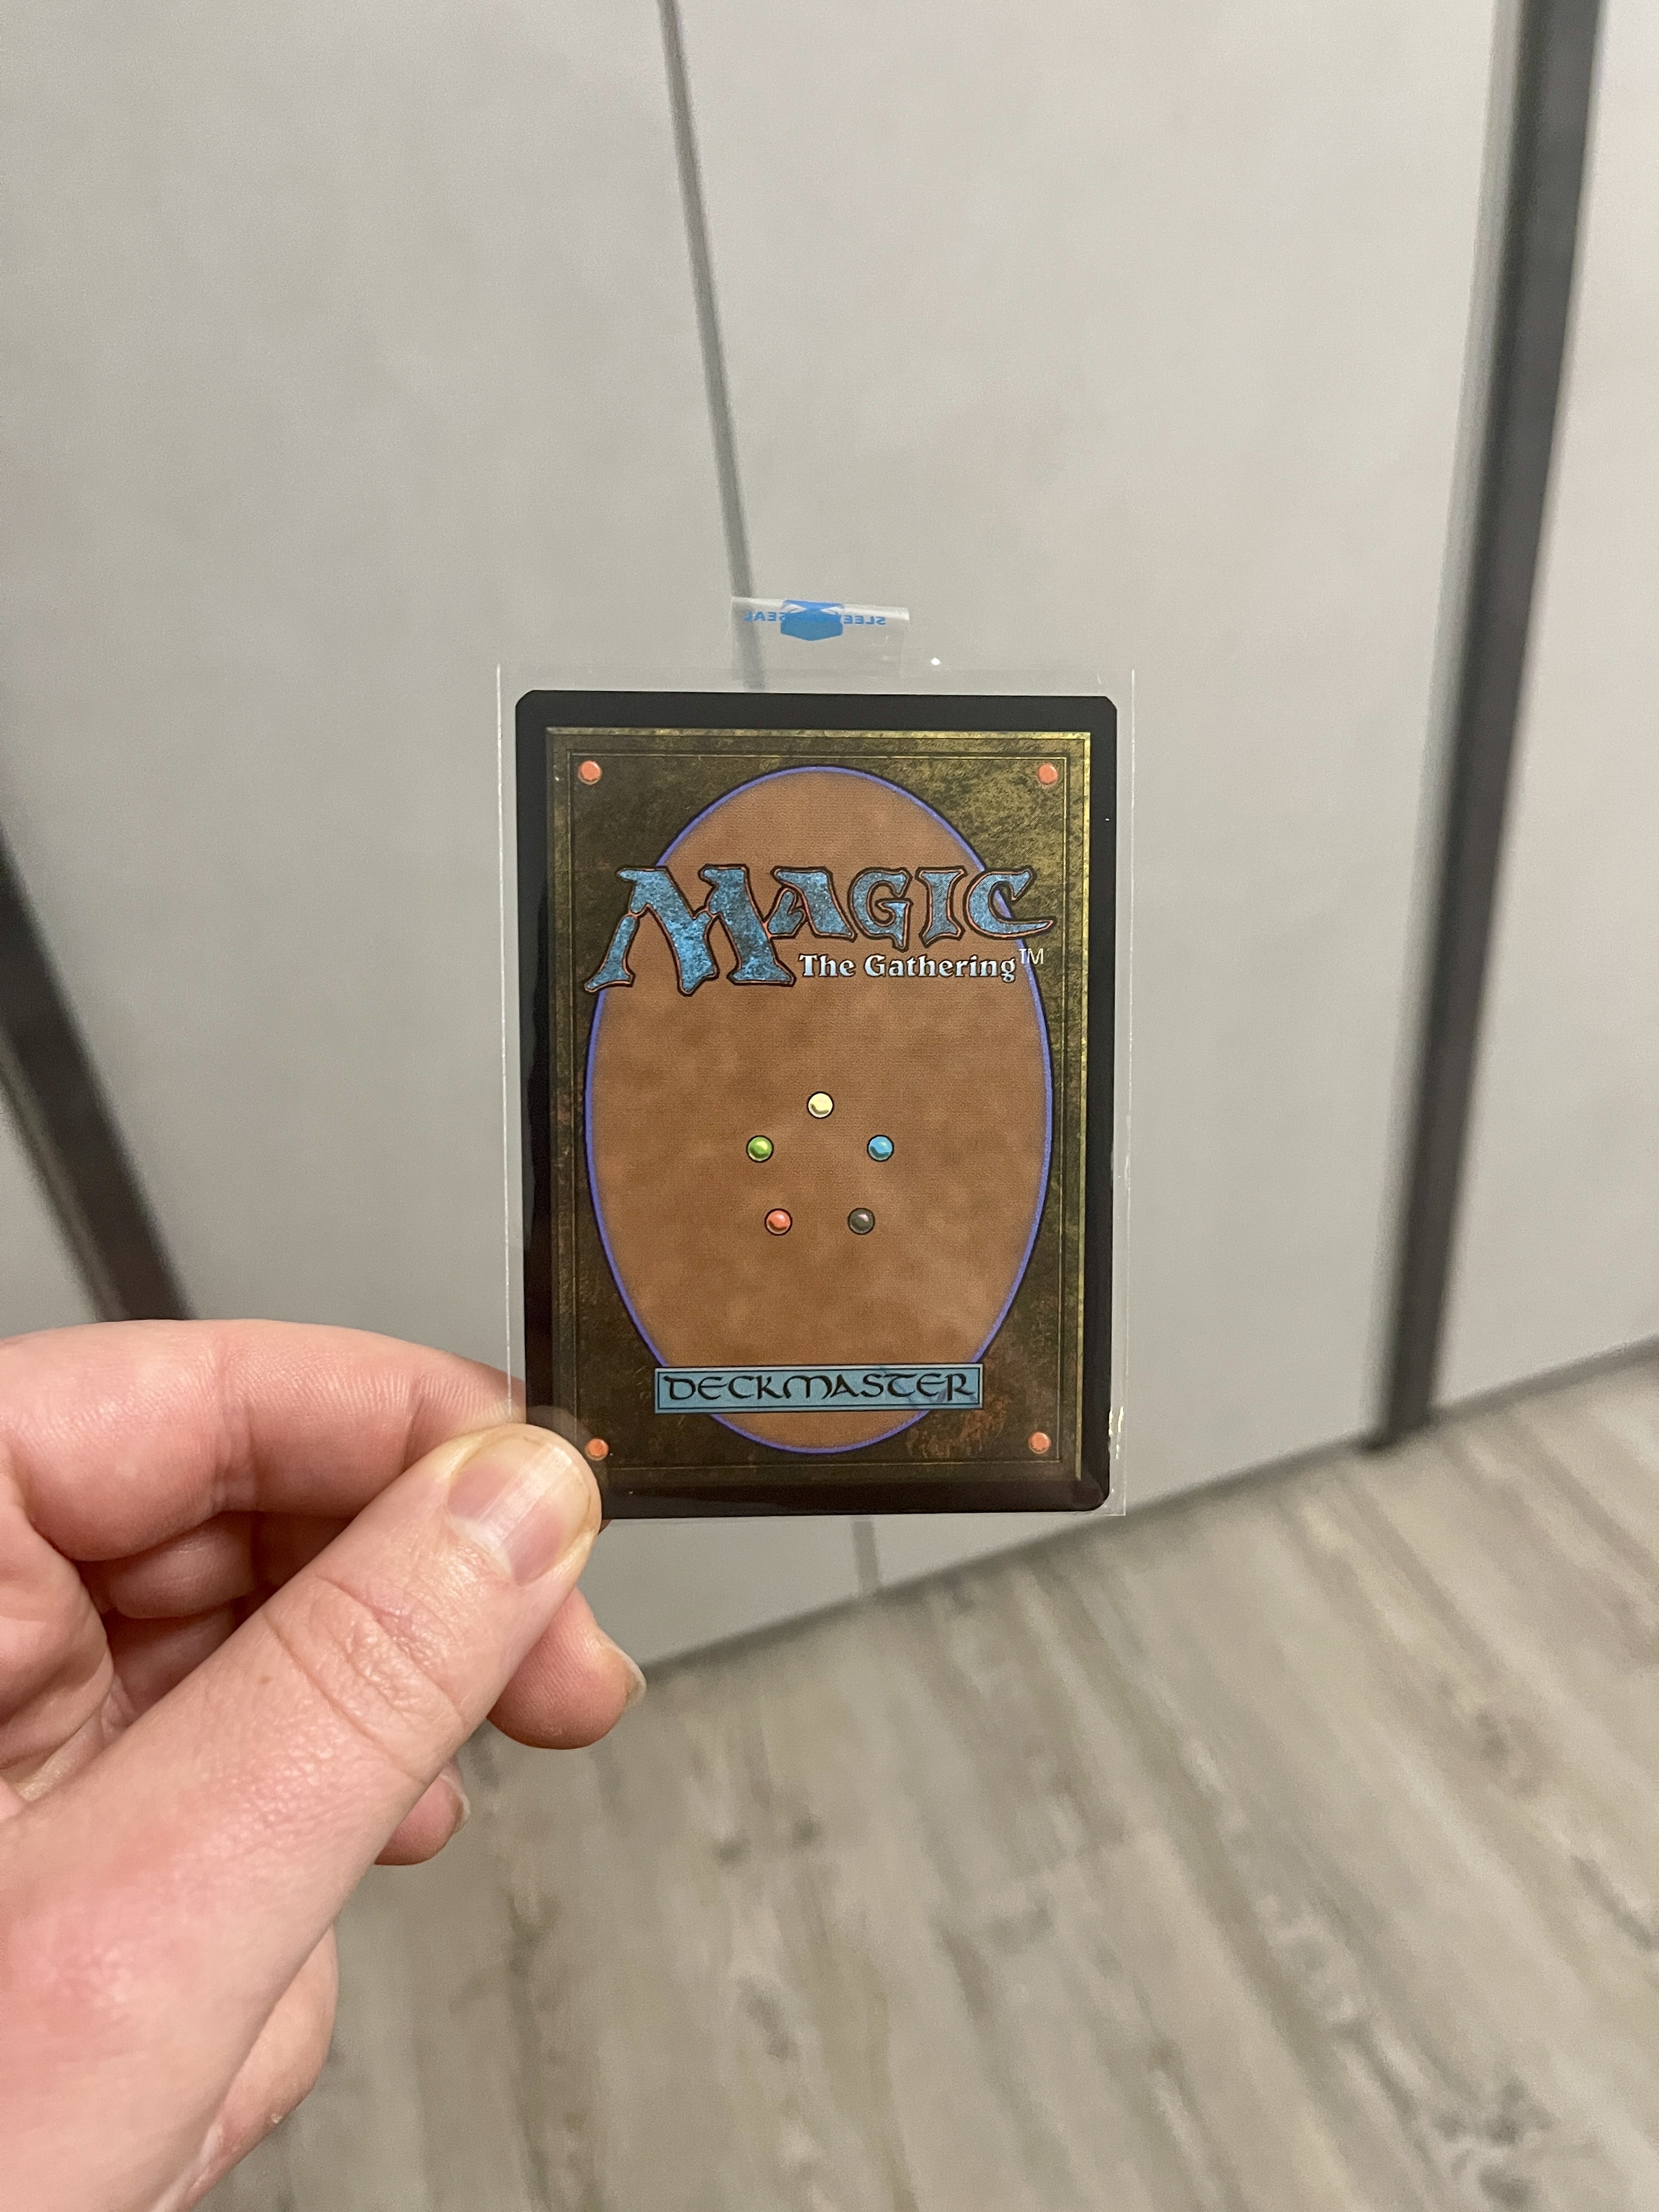 MAGIC
The Gathering™
DECKMASTER